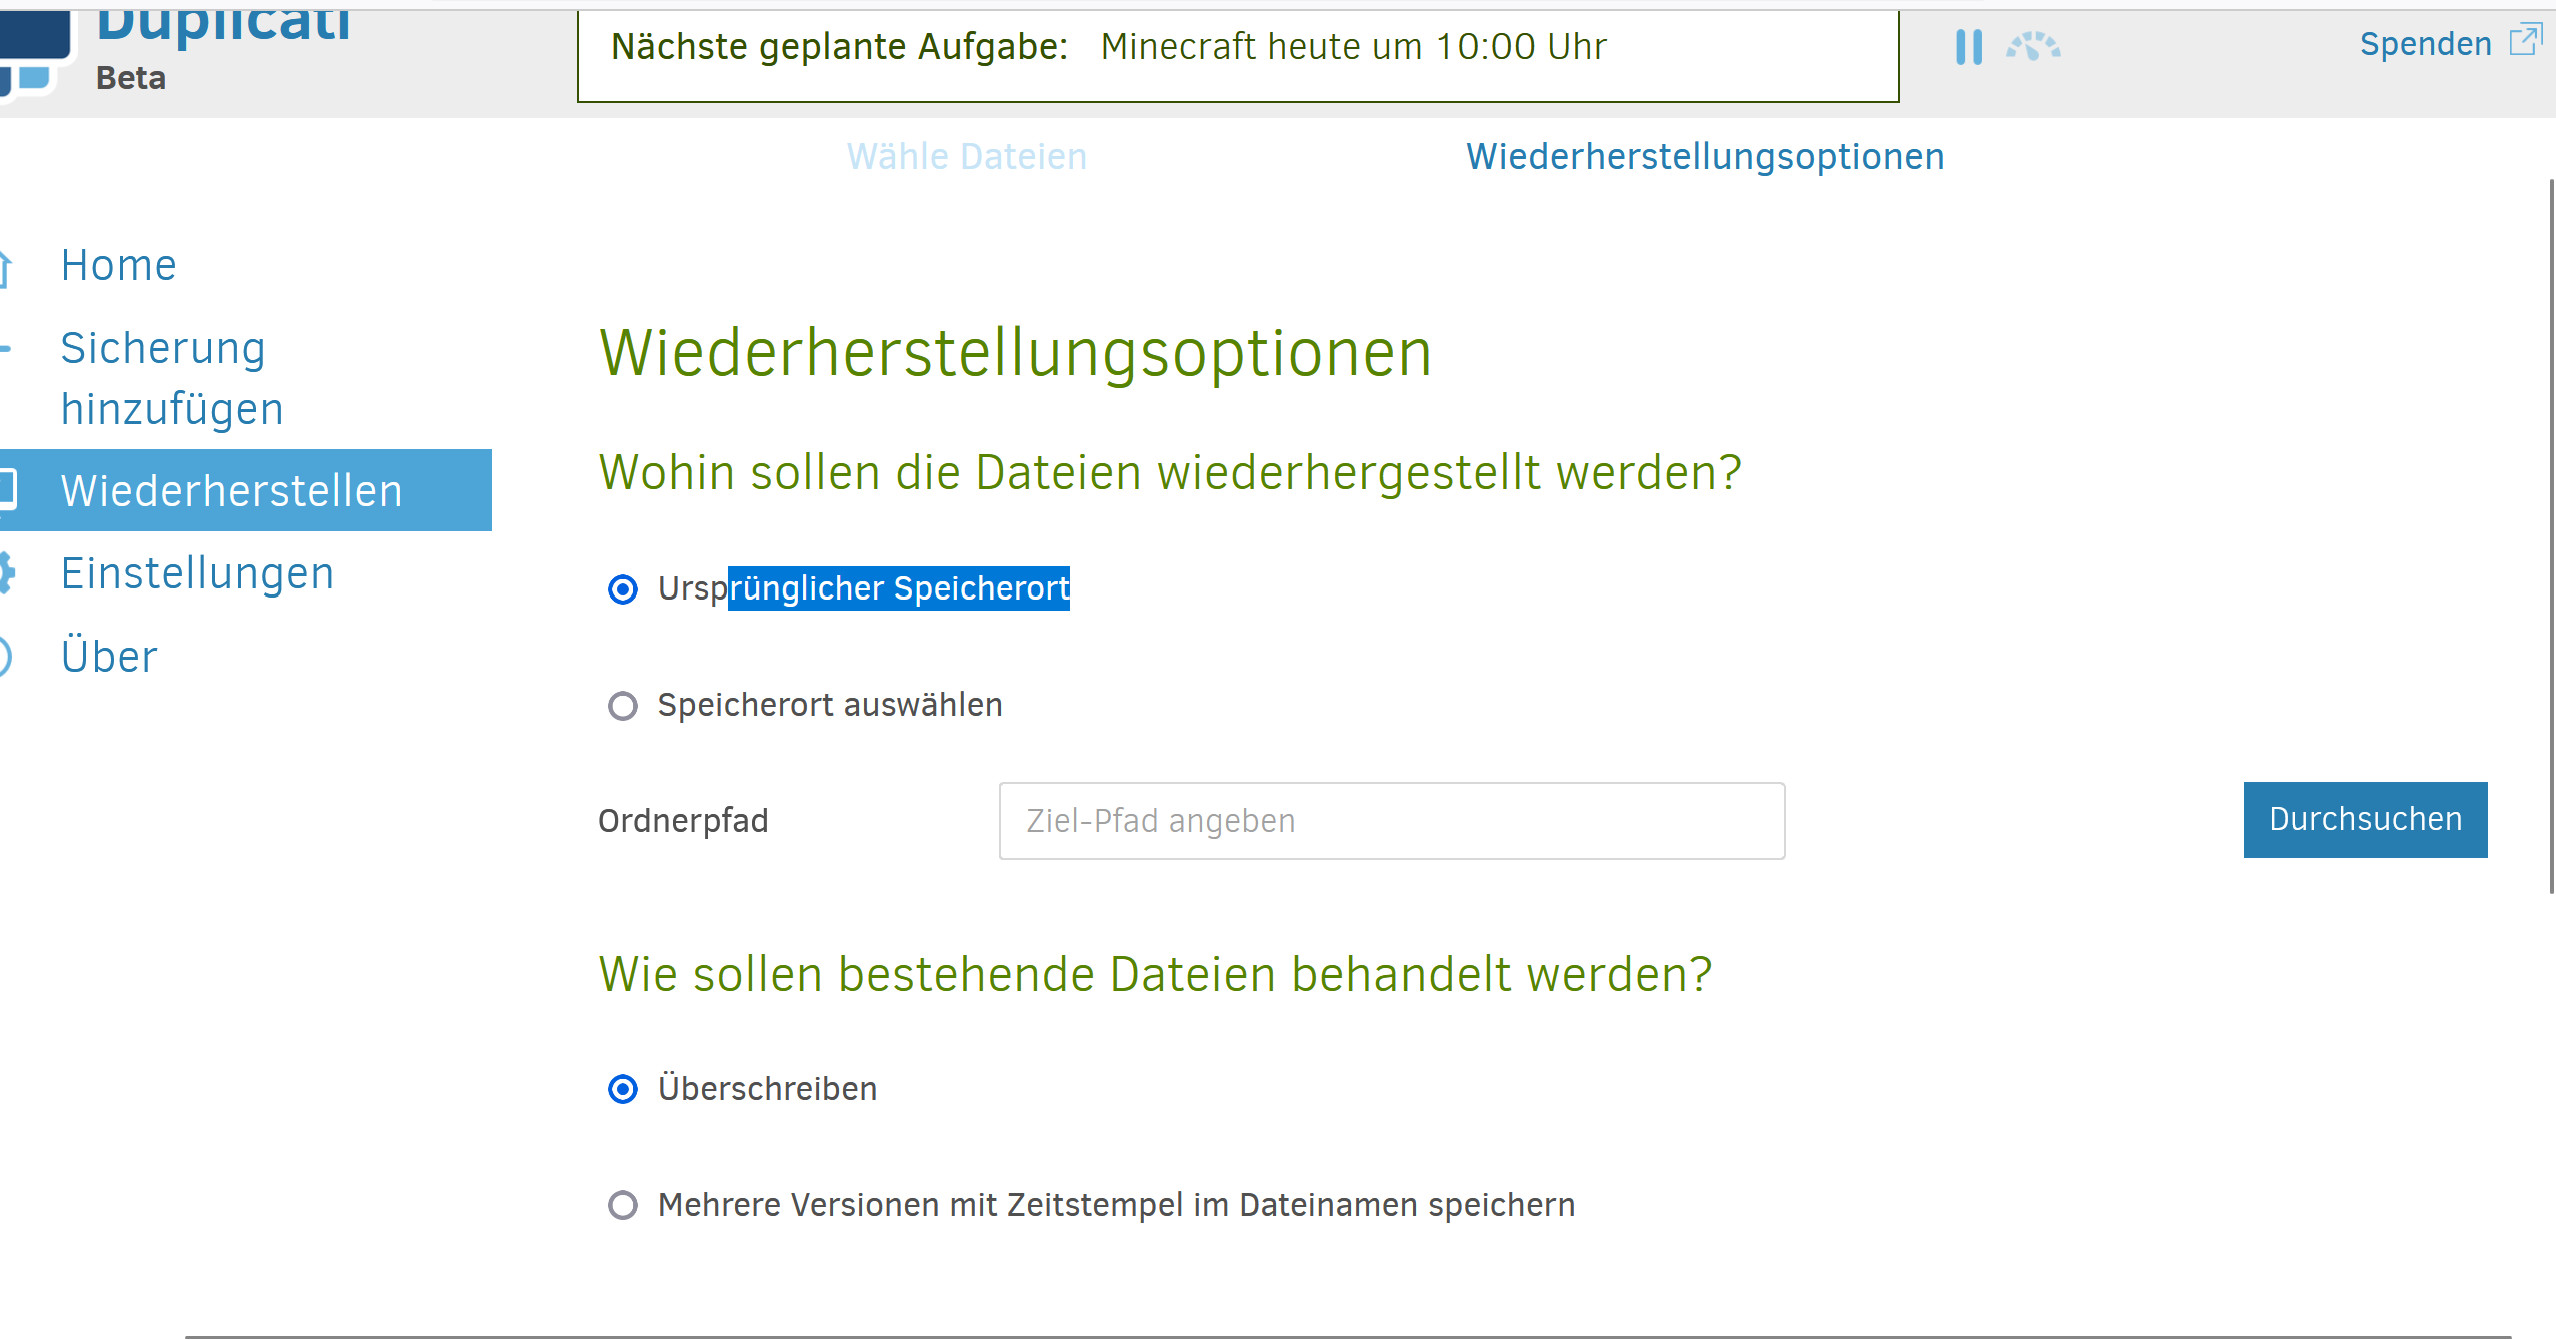 Duplicati
Beta
Nächste geplante Aufgabe: Minecraft heute um 10:00 Uhr
Spenden
Wähle Dateien
Wiederherstellungsoptionen
Home
Sicherung
hinzufügen
Wiederherstellen
Einstellungen
Über
Wiederherstellungsoptionen
Wohin sollen die Dateien wiederhergestellt werden?
Ursprünglicher Speicherort
Speicherort auswählen
Ordnerpfad
Ziel-Pfad angeben
Durchsuchen
Wie sollen bestehende Dateien behandelt werden?
Überschreiben
Mehrere Versionen mit Zeitstempel im Dateinamen speichern